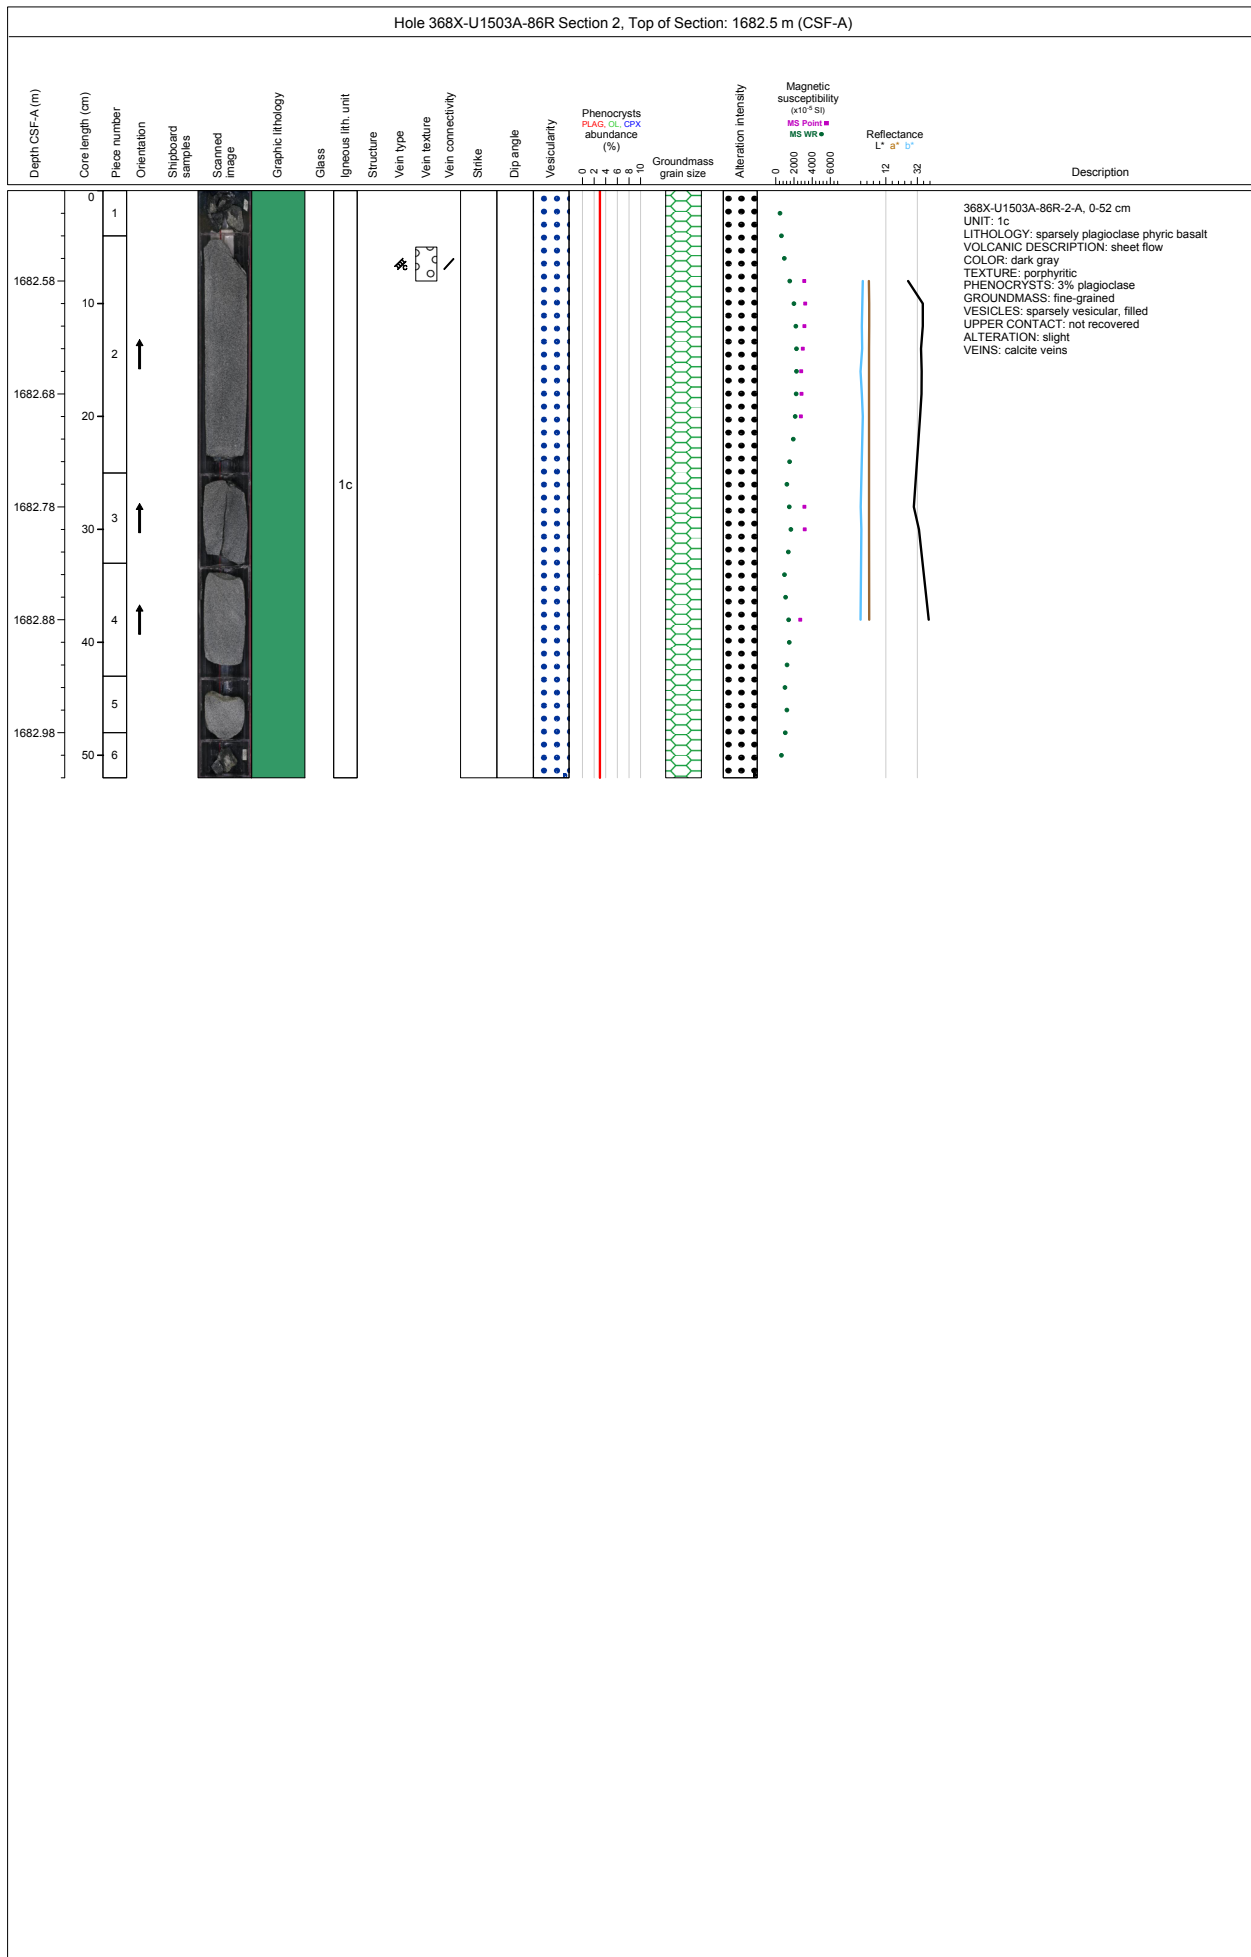 Hole 368X-U1503A-86R Section 2, Top of Section: 1682.5 m (CSF-A)
Depth CSF-A (m)
Core length (cm)
Piece number
Orientation
Shipboard
samples
Scanned
image
Graphic lithology
Glass
Igneous lith. unit
Structure
Vein type
Vein texture
Vein connectivity
Strike
Dip angle
Vesicularity
Phenocrysts
PLAG, OL, CPX
abundance
(%)
0 2 4 6 8 10
Groundmass
grain size
Alteration intensity
Magnetic
susceptibility
(x10⁻⁵ SI)
MS Point
MS WR
0 2000 4000 6000
Reflectance
L* a* b*
12 32
Description
1682.58
1682.68
1682.78
1682.88
1682.98
0
10
20
30
40
50
1
2
3
4
5
6
1c
368X-U1503A-86R-2-A, 0-52 cm
UNIT: 1c
LITHOLOGY: sparsely plagioclase phyric basalt
VOLCANIC DESCRIPTION: sheet flow
COLOR: dark gray
TEXTURE: porphyritic
PHENOCRYSTS: 3% plagioclase
GROUNDMASS: fine-grained
VESICLES: sparsely vesicular, filled
UPPER CONTACT: not recovered
ALTERATION: slight
VEINS: calcite veins